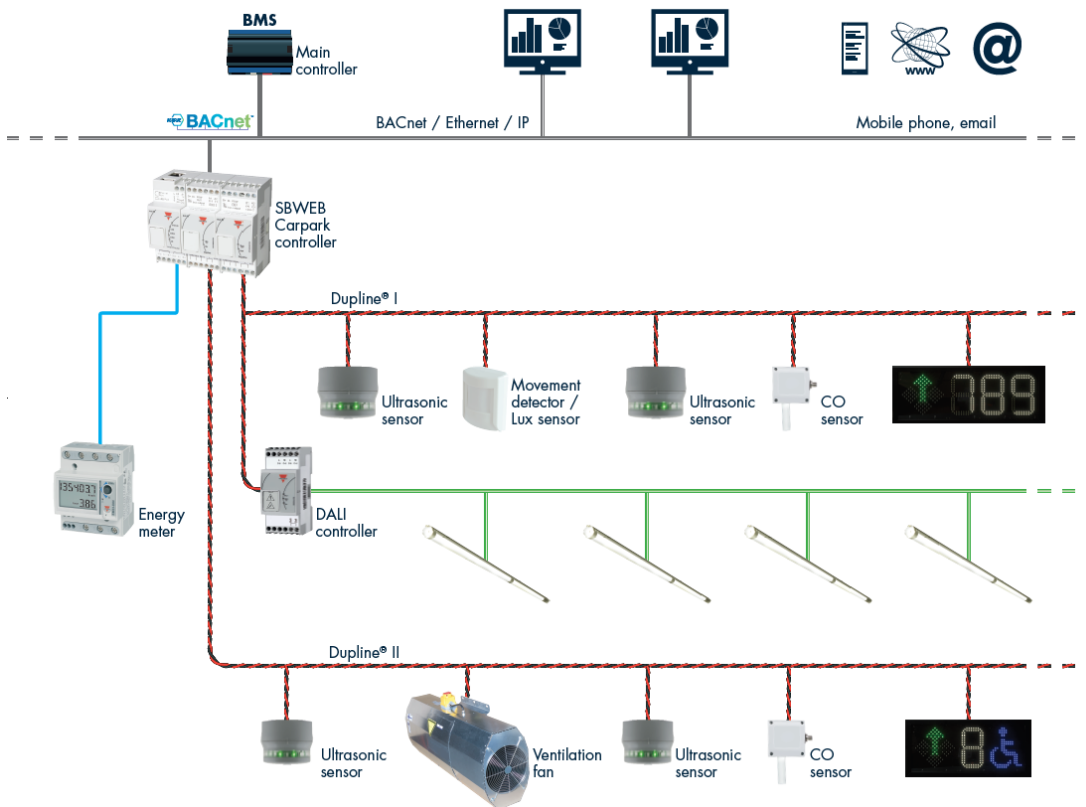 BMS
Main
controller
www
@
BACnet
BACnet / Ethernet / IP
Mobile phone, email
SBWEB
Carpark
controller
Dupline® I
Ultrasonic
sensor
Movement
detector /
Lux sensor
Ultrasonic
sensor
CO
sensor
789
Energy
meter
DALI
controller
Dupline® II
Ultrasonic
sensor
Ventilation
fan
Ultrasonic
sensor
CO
sensor
8